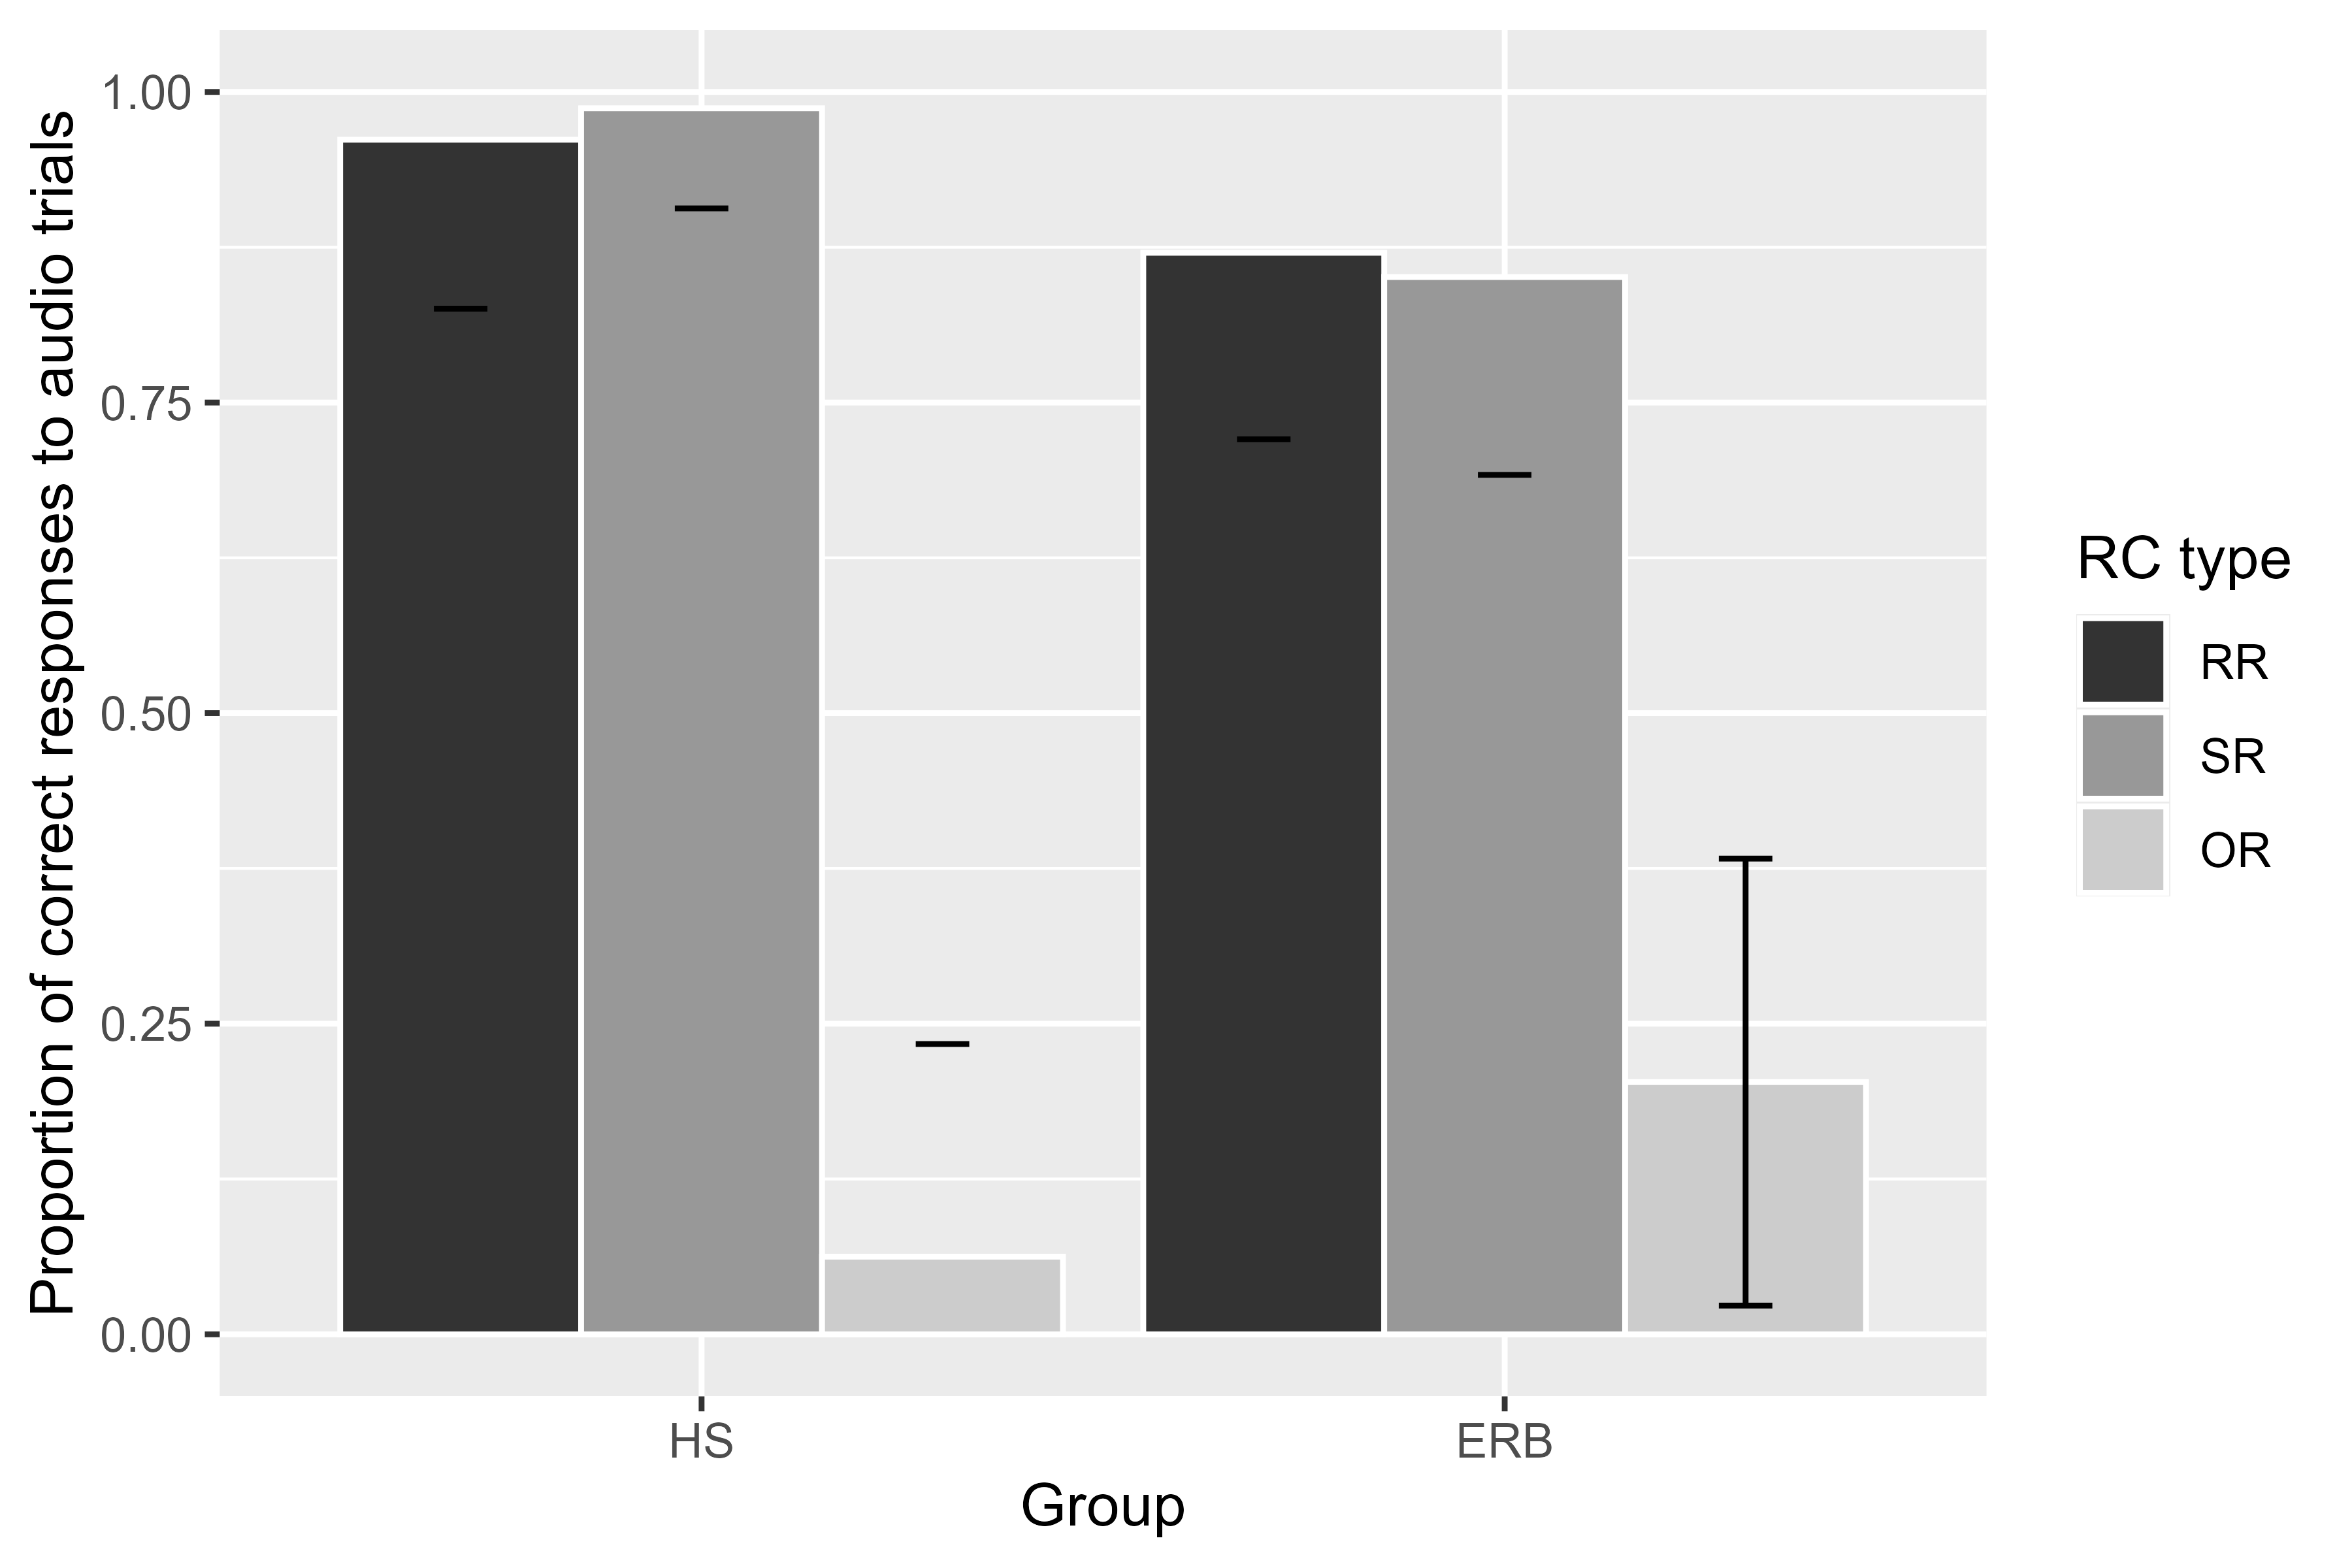 Proportion of correct responses to audio trials
1.00
0.75
0.50
0.25
0.00
HS
ERB
Group
RC type
RR
SR
OR